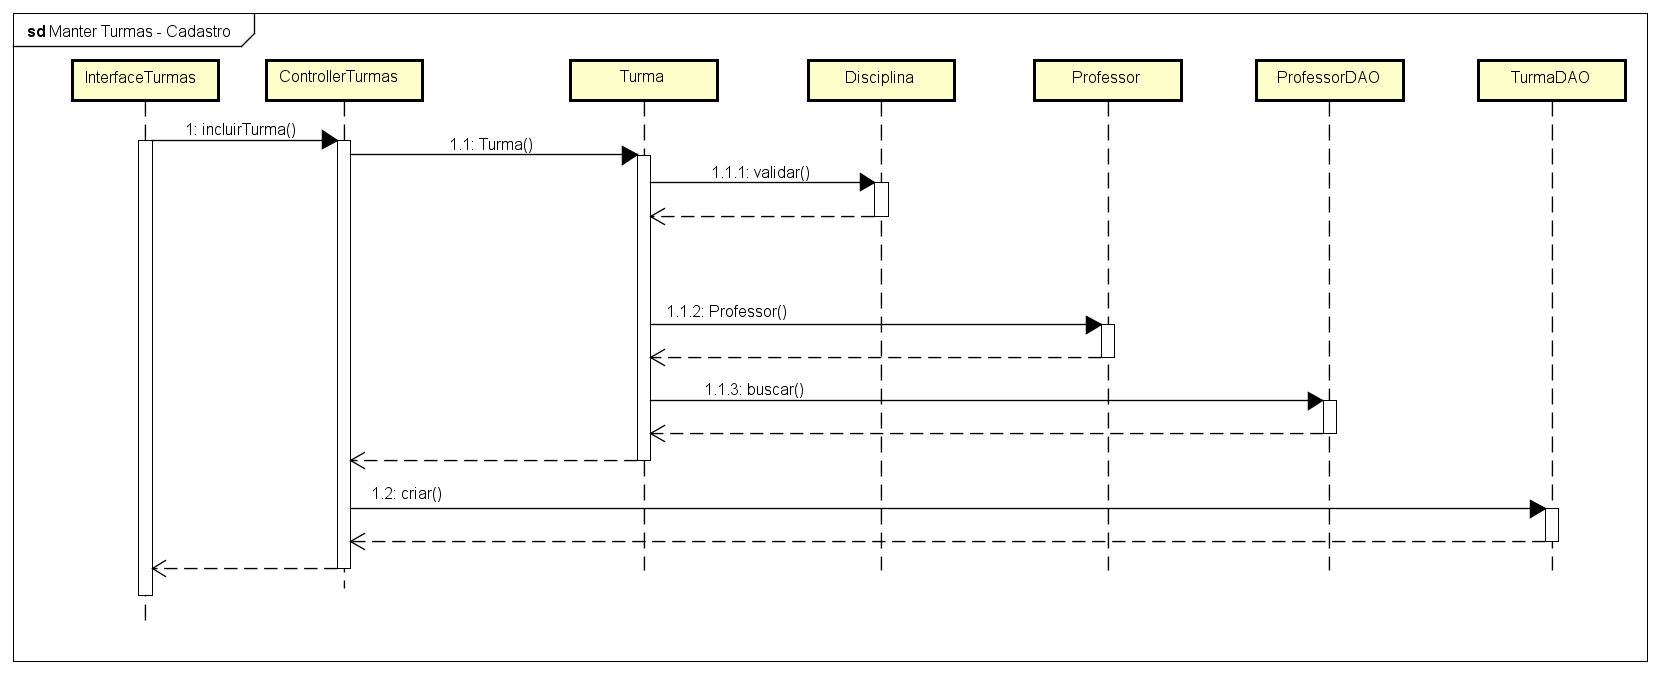 sd Manter Turmas - Cadastro
InterfaceTurmas
ControllerTurmas
Turma
Disciplina
Professor
ProfessorDAO
TurmaDAO
1: incluirTurma()
1.1: Turma()
1.1.1: validar()
1.1.2: Professor()
1.1.3: buscar()
1.2: criar()